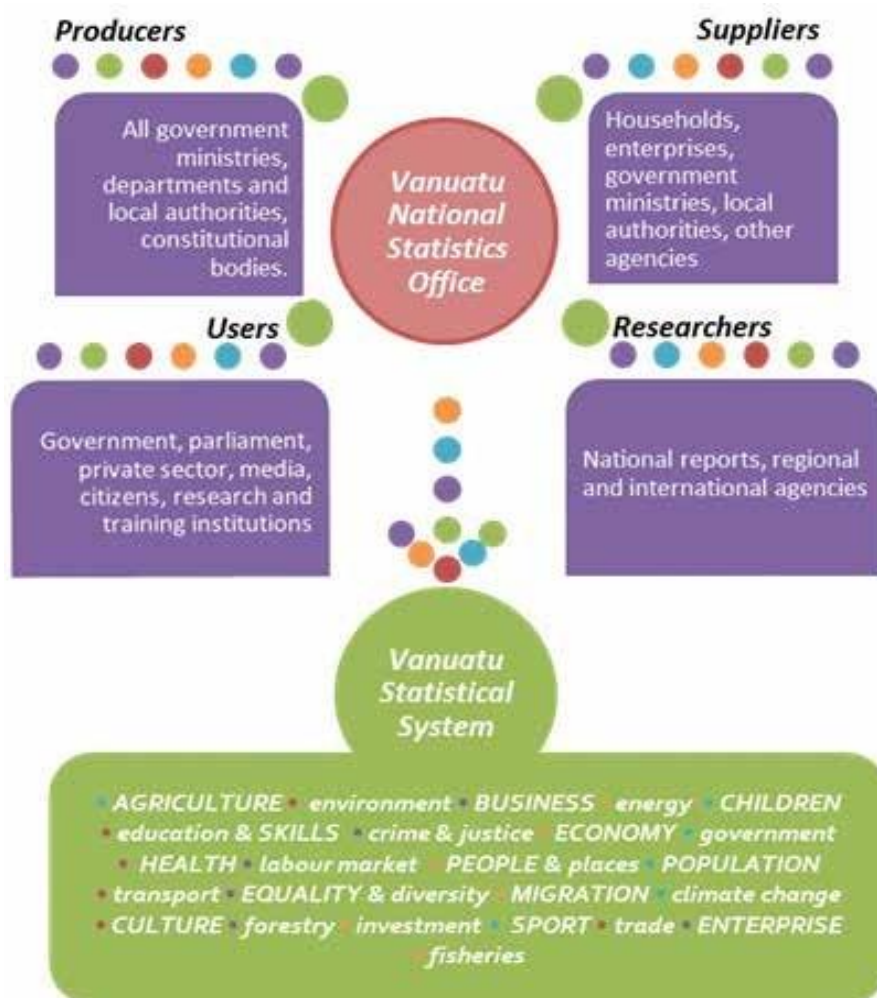 Producers
All government
ministries,
departments and
local authorities,
constitutional
bodies.
Suppliers
Households,
enterprises,
government
ministries, local
authorities, other
agencies
Vanuatu
National
Statistics
Office
Users
Government, parliament,
private sector, media,
citizens, research and
training institutions
Researchers
National reports, regional
and international agencies
Vanuatu
Statistical
System
• AGRICULTURE • environment • BUSINESS • energy • CHILDREN
• education & SKILLS • crime & justice • ECONOMY • government
• HEALTH • labour market • PEOPLE & places • POPULATION
• transport • EQUALITY & diversity • MIGRATION • climate change
• CULTURE • forestry • investment • SPORT • trade • ENTERPRISE
• fisheries